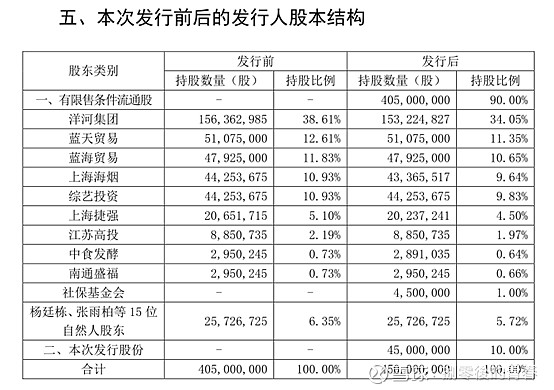 五、本次发行前后的发行人股本结构
股东类别 发行前 发行后
持股数量（股） 持股比例 持股数量（股） 持股比例
一、有限售条件流通股 – – 405,000,000 90.00%
洋河集团 156,362,985 38.61% 153,224,827 34.05%
蓝天贸易 51,075,000 12.61% 51,075,000 11.35%
蓝海贸易 47,925,000 11.83% 47,925,000 10.65%
上海海烟 44,253,675 10.93% 43,365,517 9.64%
综艺投资 44,253,675 10.93% 44,253,675 9.83%
上海捷强 20,651,715 5.10% 20,237,241 4.50%
江苏高投 8,850,735 2.19% 8,850,735 1.97%
中食发酵 2,950,245 0.73% 2,891,035 0.64%
南通盛福 2,950,245 0.73% 2,950,245 0.66%
社保基金会 – – 4,500,000 1.00%
杨廷栋、张雨柏等 15 位
自然人股东 25,726,725 6.35% 25,726,725 5.72%
二、本次发行股份 – – 45,000,000 10.00%
合计 405,000,000 100.00% 450,000,000 100.00%